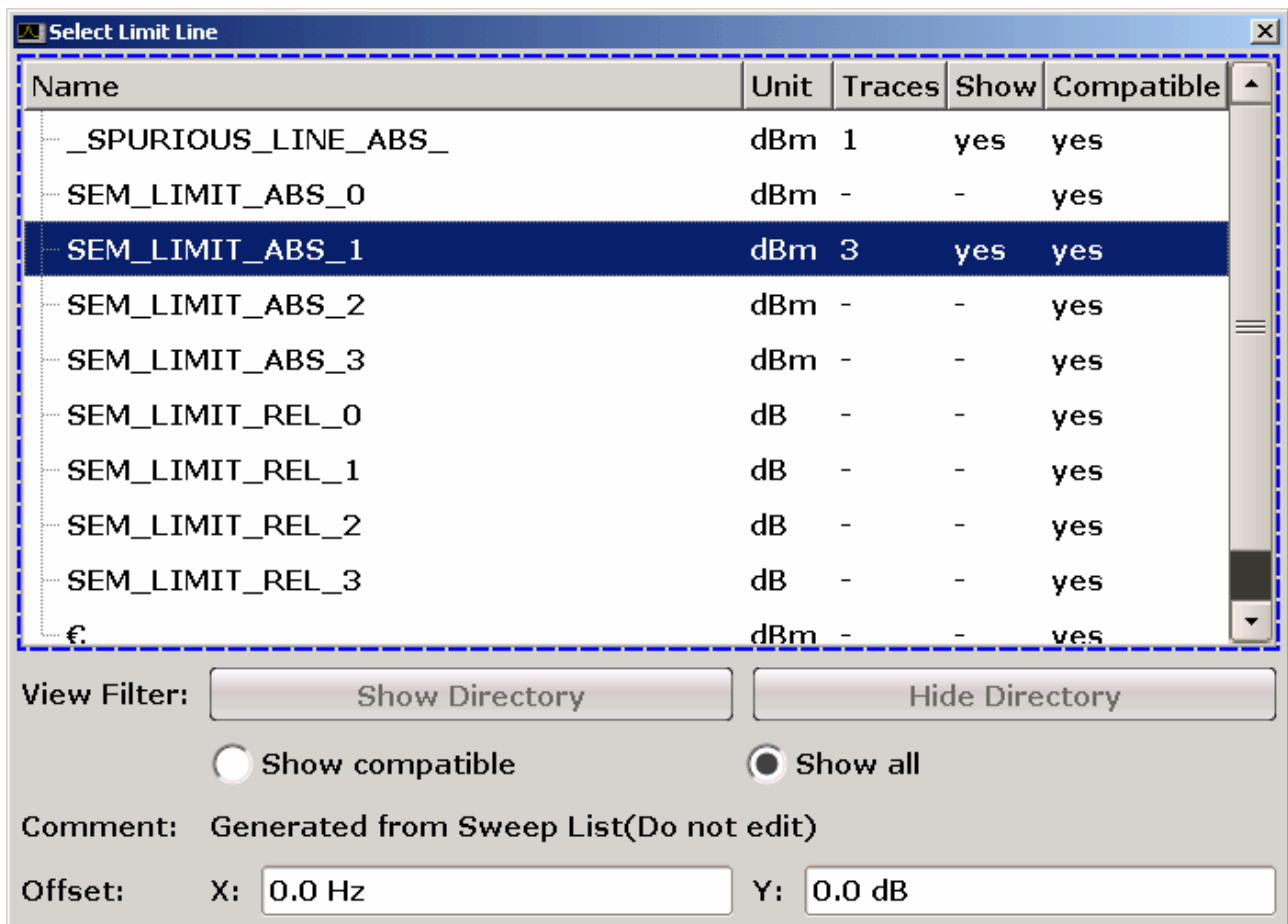 Select Limit Line
Name Unit Traces Show Compatible
_SPURIOUS_LINE_ABS_ dBm 1 yes yes
SEM_LIMIT_ABS_0 dBm - - yes
SEM_LIMIT_ABS_1 dBm 3 yes yes
SEM_LIMIT_ABS_2 dBm - - yes
SEM_LIMIT_ABS_3 dBm - - yes
SEM_LIMIT_REL_0 dB - - yes
SEM_LIMIT_REL_1 dB - - yes
SEM_LIMIT_REL_2 dB - - yes
SEM_LIMIT_REL_3 dB - - yes
dBm - - yes
View Filter: Show Directory Hide Directory
Show compatible Show all
Comment: Generated from Sweep List(Do not edit)
Offset: X: 0.0 Hz Y: 0.0 dB